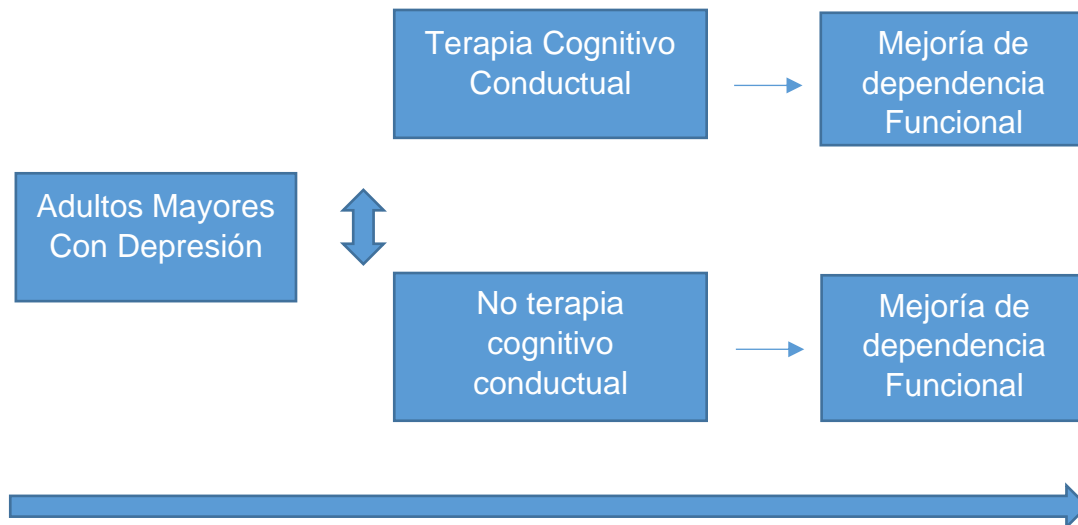 Terapia Cognitivo
Conductual
Mejoría de
dependencia
Funcional
Adultos Mayores
Con Depresión
No terapia
cognitivo
conductual
Mejoría de
dependencia
Funcional